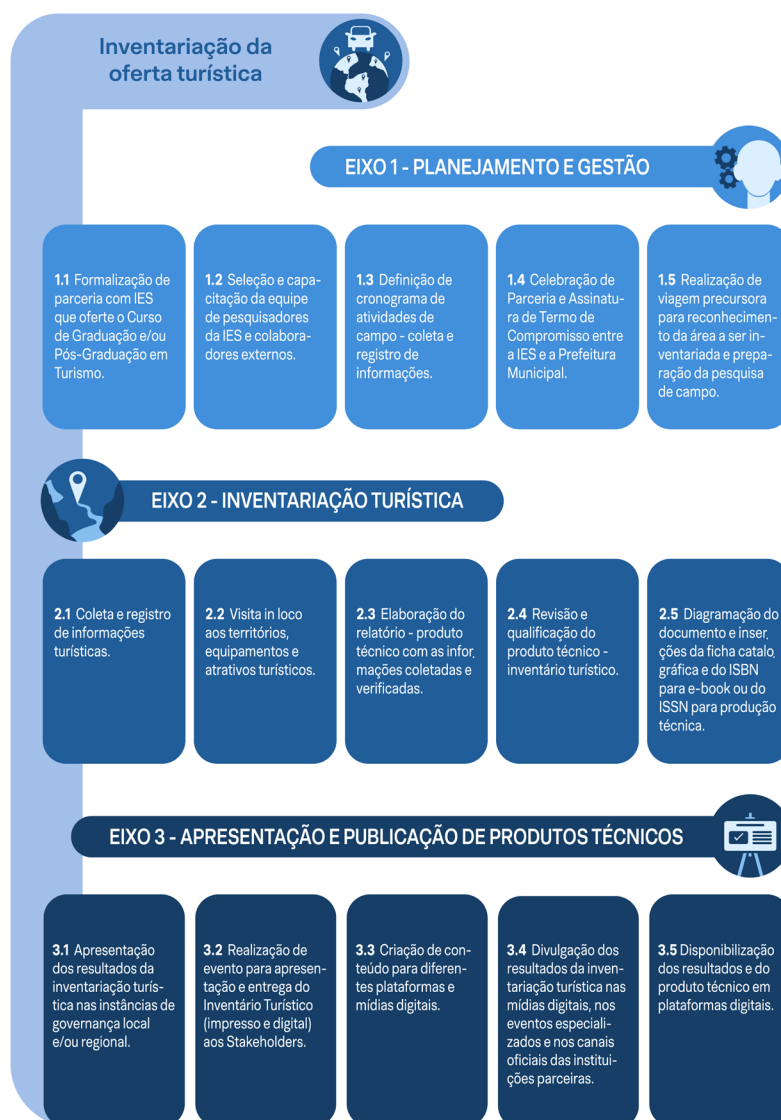 Inventariação da
oferta turística
EIXO 1 - PLANEJAMENTO E GESTÃO
1.1 Formalização de
parceria com IES
que oferte o Curso
de Graduação e/ou
Pós-Graduação em
Turismo.
1.2 Seleção e capa-
citação da equipe
de pesquisadores
da IES e colabora-
dores externos.
1.3 Definição de
cronograma de
atividades de
campo - coleta e
registro de
informações.
1.4 Celebração de
Parceria e Assinatu-
ra de Termo de
Compromisso entre
a IES e a Prefeitura
Municipal.
1.5 Realização de
viagem precursora
para reconhecimen-
to da área a ser in-
ventariada e prepa-
ração da pesquisa
de campo.
EIXO 2 - INVENTARIAÇÃO TURÍSTICA
2.1 Coleta e registro
de informações
turísticas.
2.2 Visita in loco
aos territórios,
equipamentos e
atrativos turísticos.
2.3 Elaboração do
relatório - produto
técnico com as infor.
mações coletadas e
verificadas.
2.4 Revisão e
qualificação do
produto técnico -
inventário turístico.
2.5 Diagramação do
documento e inser.
ções da ficha catalo.
gráfica e do ISBN
para e-book ou do
ISSN para produção
técnica.
EIXO 3 - APRESENTAÇÃO E PUBLICAÇÃO DE PRODUTOS TÉCNICOS
3.1 Apresentação
dos resultados da
inventariação turís-
tica nas instâncias de
governança local
e/ou regional.
3.2 Realização de
evento para apresen-
tação e entrega do
Inventário Turístico
(impresso e digital)
aos Stakeholders.
3.3 Criação de con-
teúdo para diferen-
tes plataformas e
mídias digitais.
3.4 Divulgação dos
resultados da inven-
tariação turística nas
mídias digitais, nos
eventos especiali-
zados e nos canais
oficiais das institui-
ções parceiras.
3.5 Disponibilização
dos resultados e do
produto técnico em
plataformas digitais.